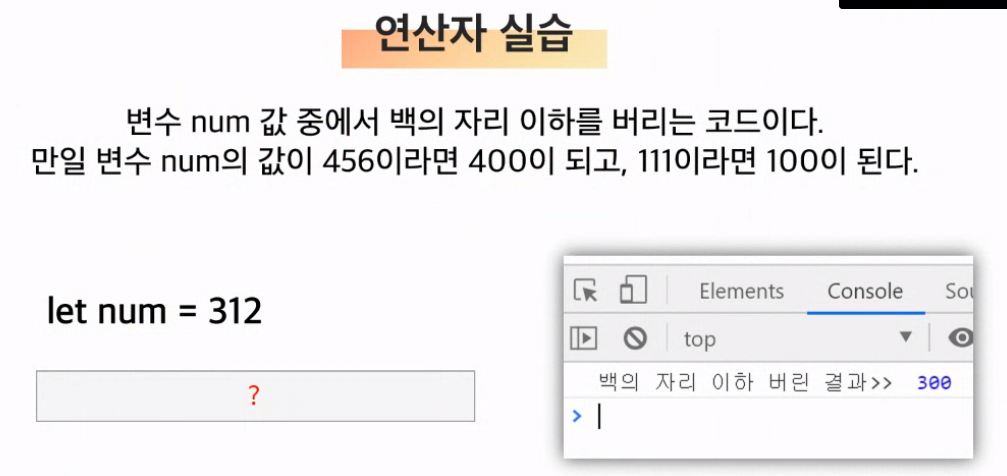 연산자 실습
변수 num 값 중에서 백의 자리 이하를 버리는 코드이다.
만일 변수 num의 값이 456이라면 400이 되고, 111이라면 100이 된다.
let num = 312
?
Elements Console Sou
top
백의 자리 이하 버린 결과>> 300
>